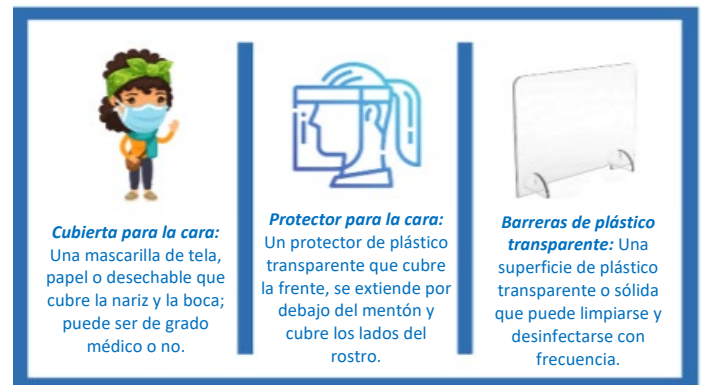 Cubierta para la cara:
Una mascarilla de tela,
papel o desechable que
cubre la nariz y la boca;
puede ser de grado
médico o no.
Protector para la cara:
Un protector de plástico
transparente que cubre
la frente, se extiende por
debajo del mentón y
cubre los lados del
rostro.
Barreras de plástico
transparente: Una
superficie de plástico
transparente o sólida
que puede limpiarse y
desinfectarse con
frecuencia.